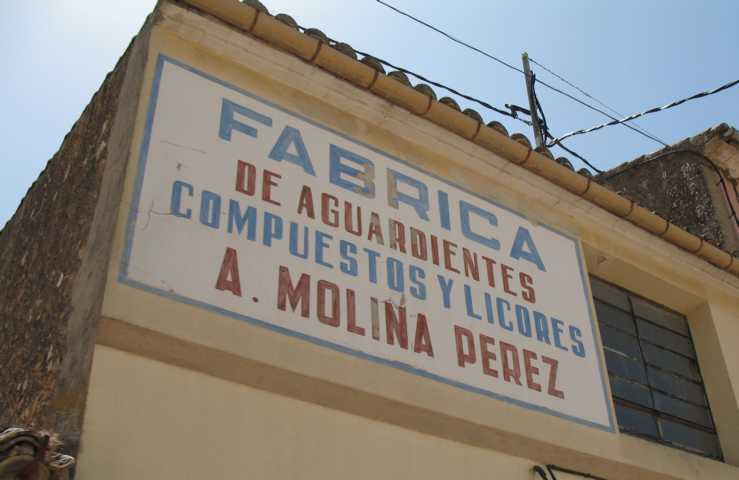 FABRICA
DE AGUARDIENTES
COMPUESTOS Y LICORES
A. MOLINA PEREZ